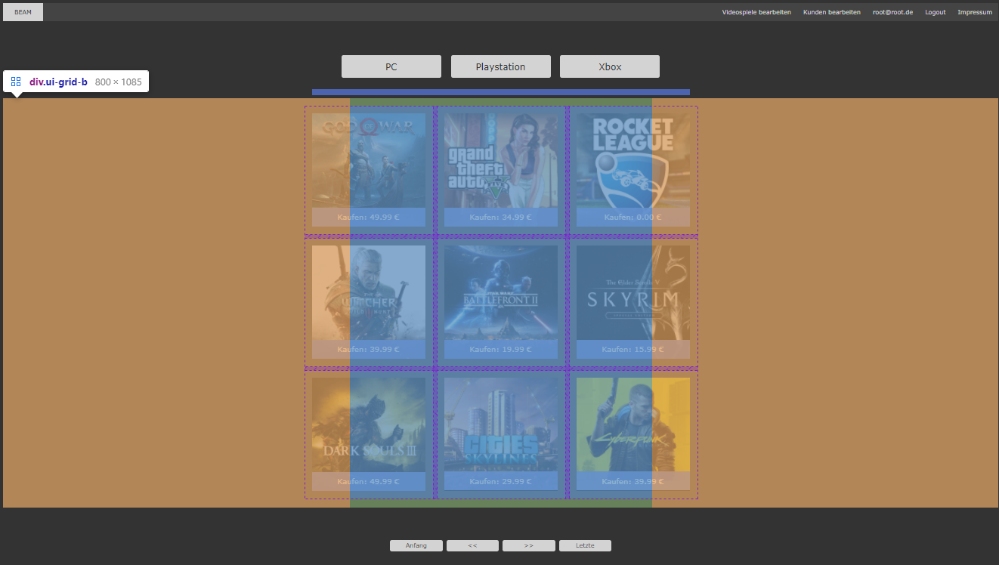 BEAM
Videospiele bearbeiten Kunden bearbeiten root@root.de Logout Impressum
PC Playstation Xbox
div.ui-grid-b 800 × 1085
GOD WAR
grand theft auto V
ROCKET LEAGUE
Kaufen: 49.99 € Kaufen: 34.99 € Kaufen: 0.00 €
THE WITCHER WILD HUNT
STAR WARS BATTLEFRONT II
The Elder Scrolls V SKYRIM
Kaufen: 39.99 € Kaufen: 19.99 € Kaufen: 15.99 €
DARK SOULS III
CITIES SKYLINES
CYBERPUNK
Kaufen: 49.99 € Kaufen: 29.99 € Kaufen: 39.99 €
Anfang << >> Letzte